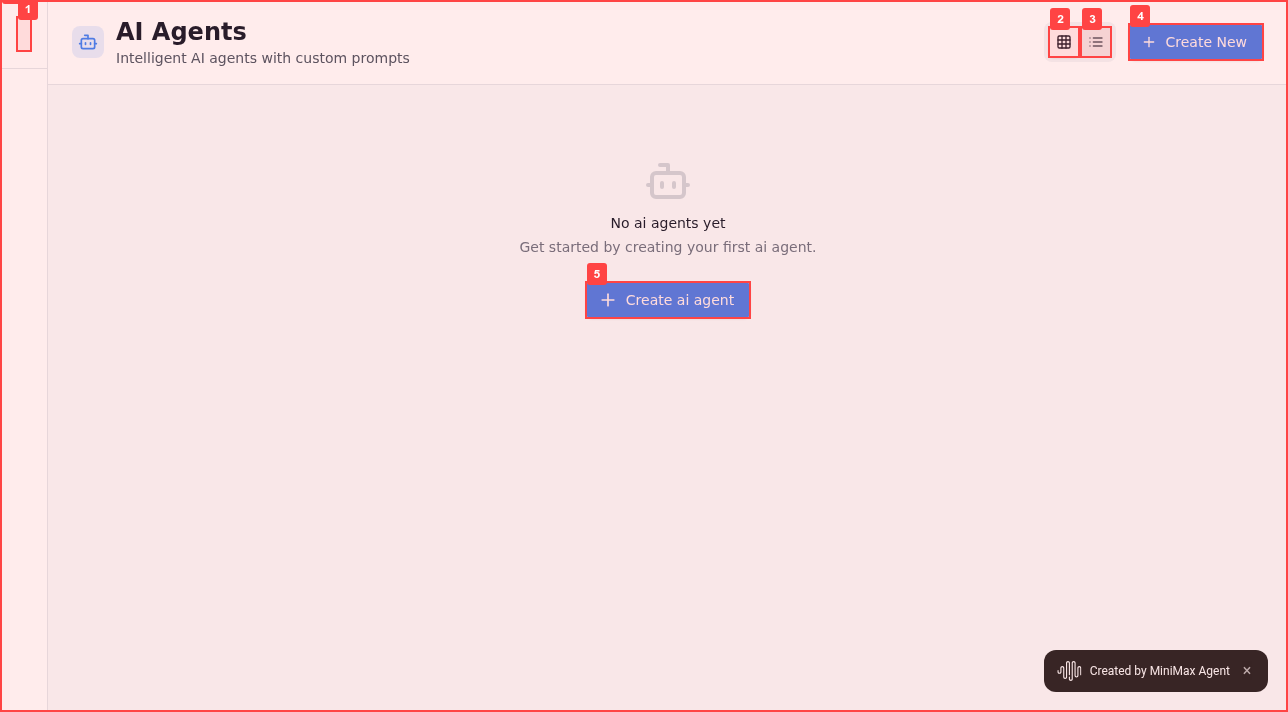 1
AI Agents
Intelligent AI agents with custom prompts
2
3
4
Create New
No ai agents yet
Get started by creating your first ai agent.
5
Create ai agent
Created by MiniMax Agent ×